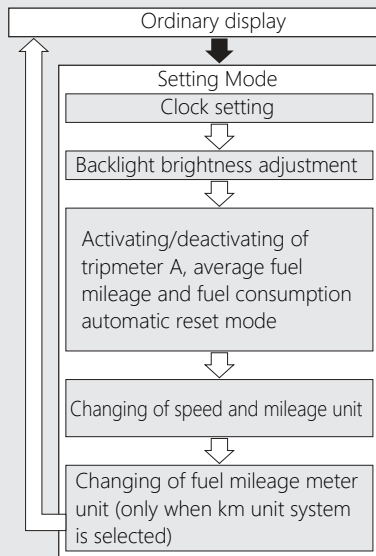 Ordinary display
Setting Mode
Clock setting
Backlight brightness adjustment
Activating/deactivating of
tripmeter A, average fuel
mileage and fuel consumption
automatic reset mode
Changing of speed and mileage unit
Changing of fuel mileage meter
unit (only when km unit system
is selected)